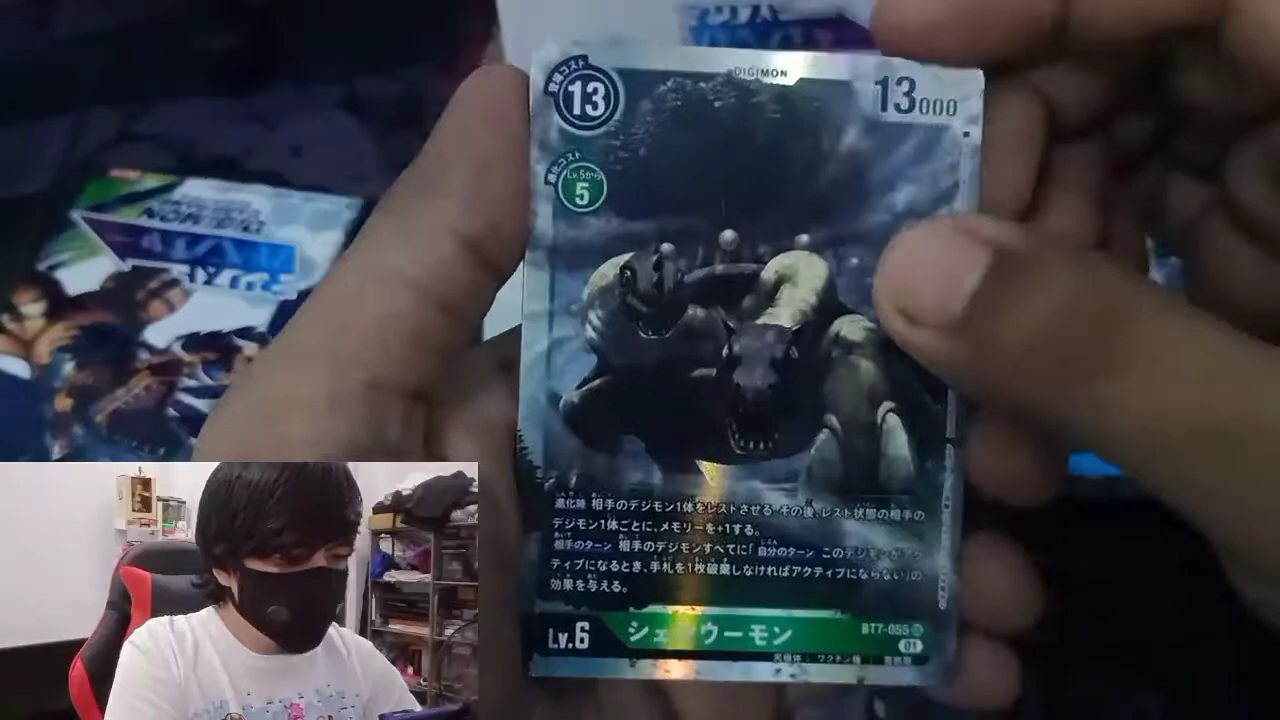 登場コスト
13
DIGIMON
13000
進化コスト
Lv.5から
5
進化時 相手のデジモン1体をレストさせる。その後、レスト状態の相手の
デジモン1体ごとに、メモリーを+1する。
相手のターン 相手のデジモンすべてに「自分のターン このデジモンがアク
ティブになるとき、手札を1枚破棄しなければアクティブにならない」の
効果を与える。
Lv.6
シェンウーモン
BT7-055
01
究極体
ワクチン種